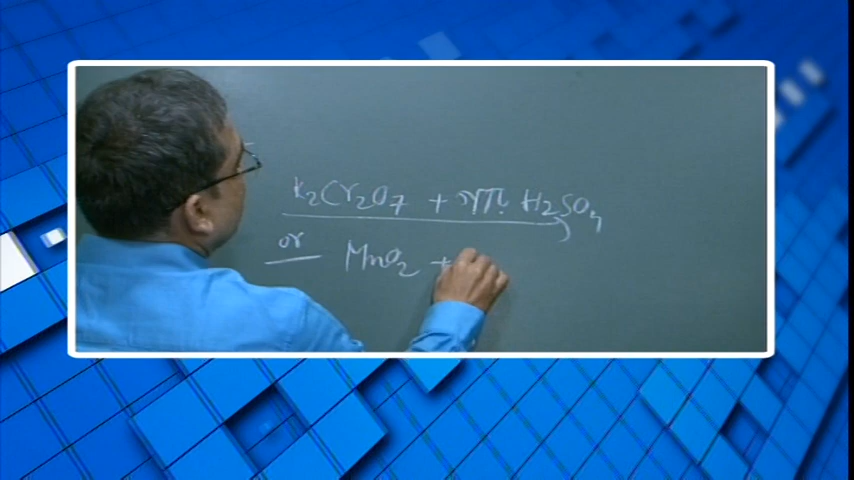 K₂Cr₂O₇ + গাঢ় H₂SO₄
or MnO₂ +